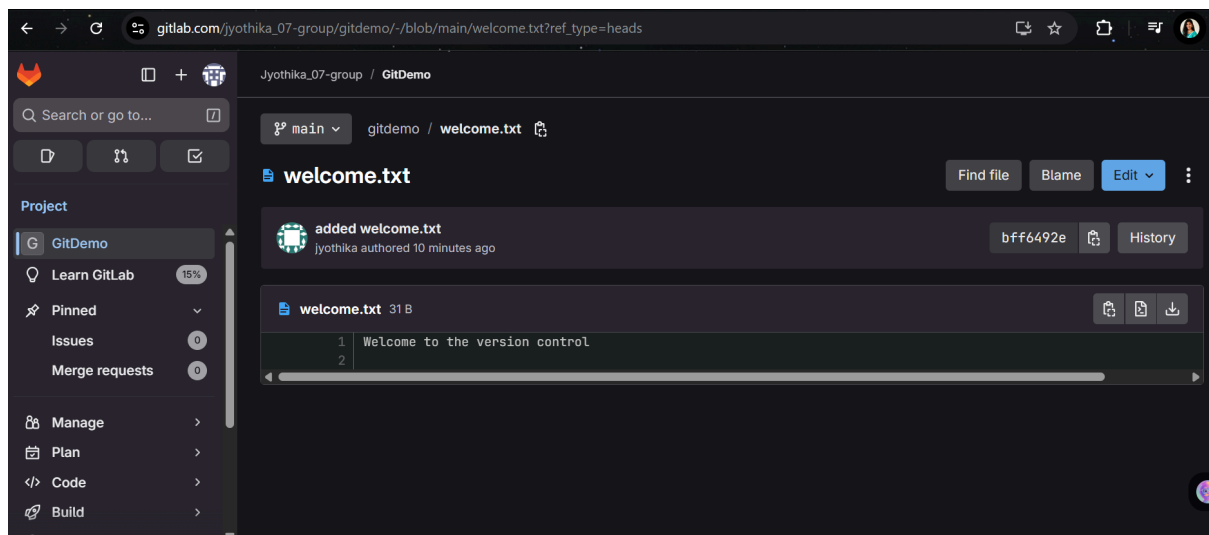 gitlab.com/jyothika_07-group/gitdemo/-/blob/main/welcome.txt?ref_type=heads
Jyothika_07-group / GitDemo
Search or go to... /
main gitdemo / welcome.txt
welcome.txt
Find file Blame Edit
Project
added welcome.txt
jyothika authored 10 minutes ago
bff6492e History
G GitDemo
Learn GitLab 15%
Pinned
Issues 0
Merge requests 0
Manage
Plan
Code
Build
welcome.txt 31 B
1 Welcome to the version control
2